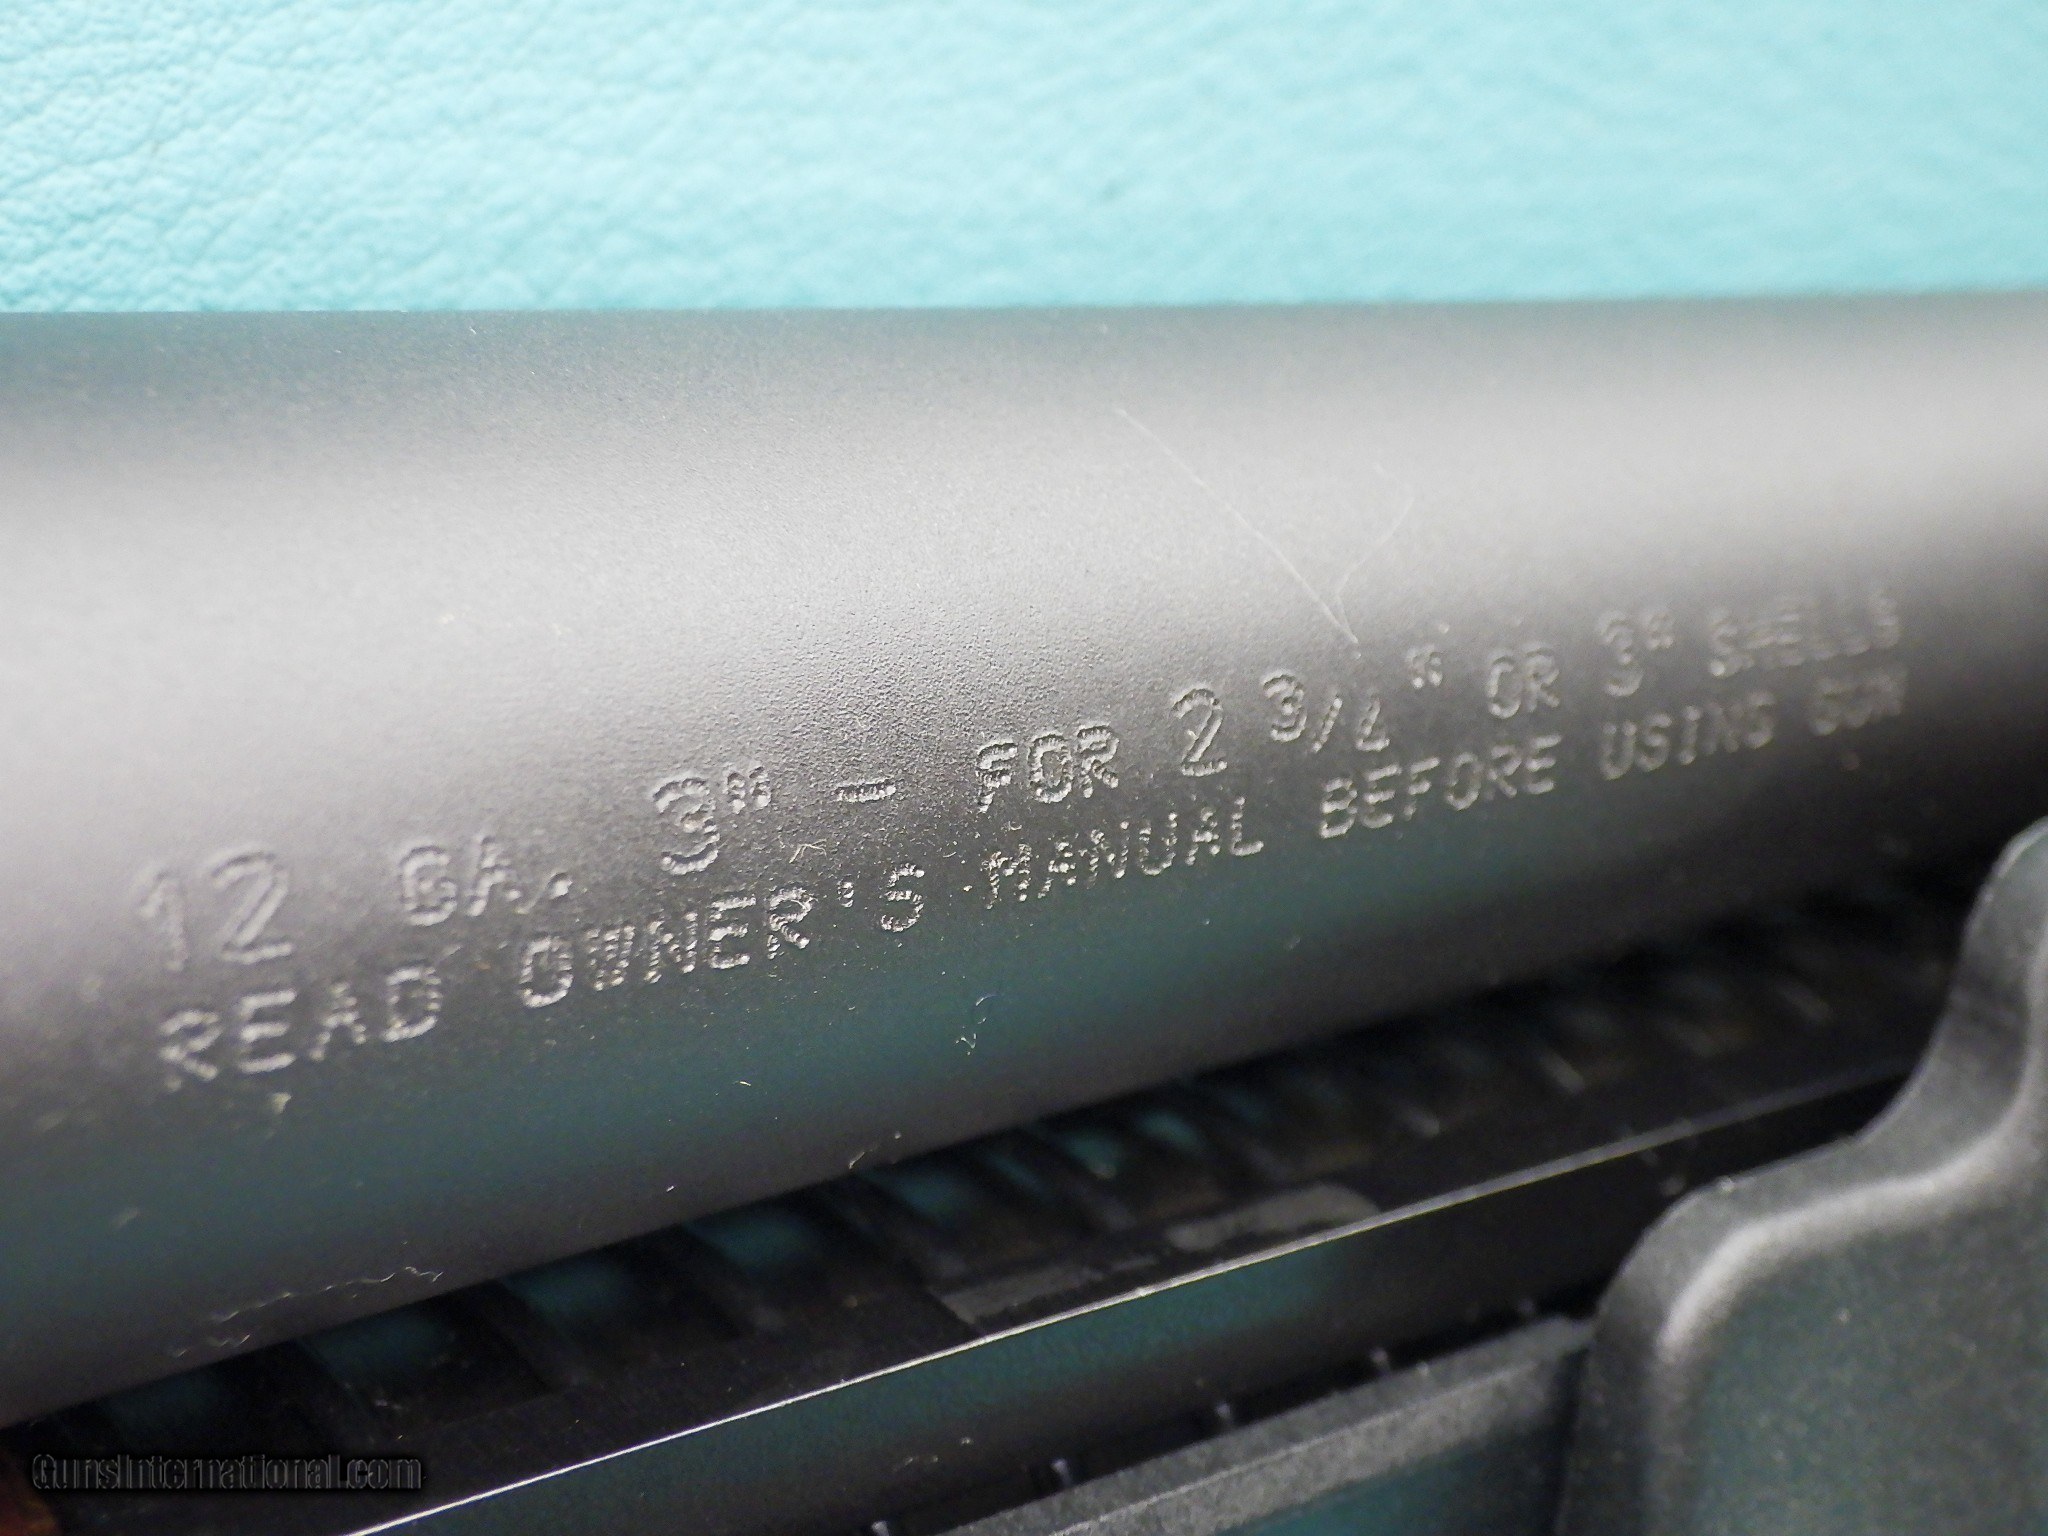 12 GA. 3" - FOR 2 3/4" OR 3" SHELLS
READ OWNER'S MANUAL BEFORE USING GUN
GunsInternational.com